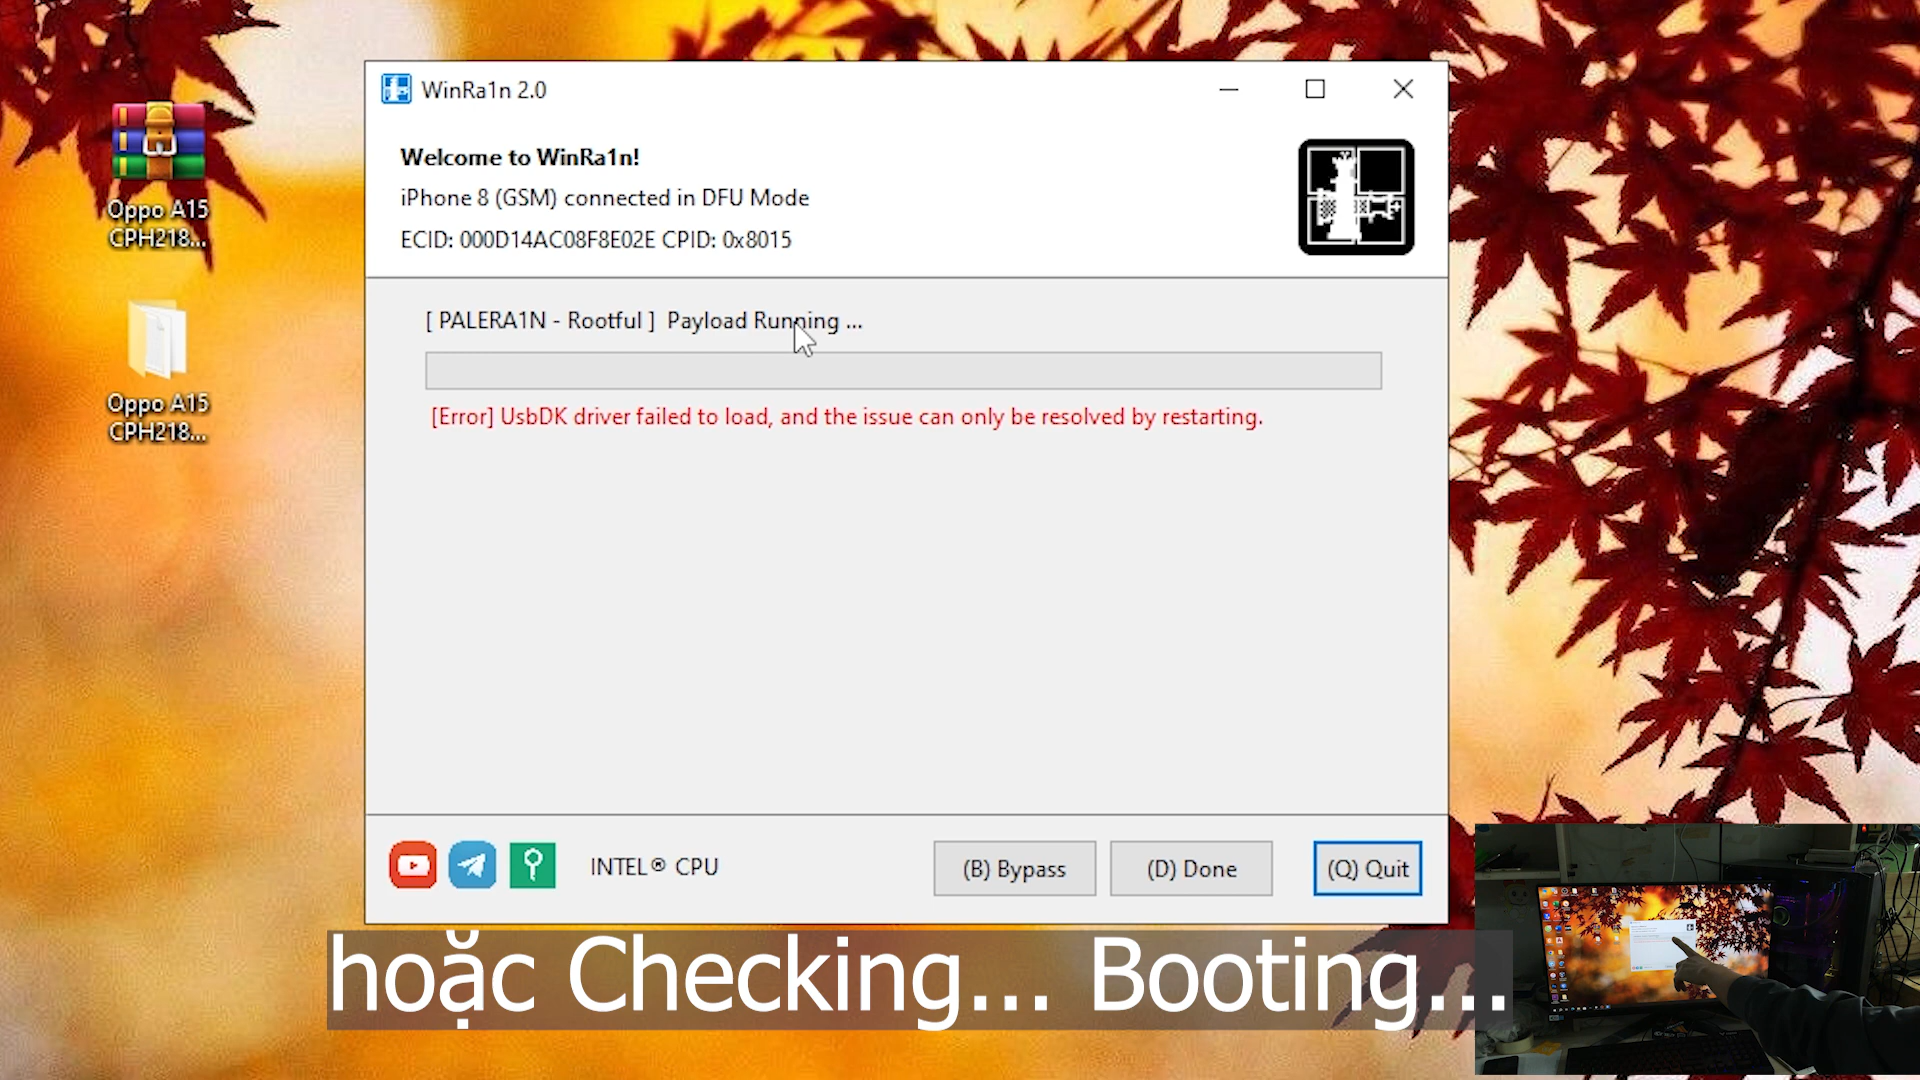 Oppo A15
CPH218...
Oppo A15
CPH218...
WinRa1n 2.0
Welcome to WinRa1n!
iPhone 8 (GSM) connected in DFU Mode
ECID: 000D14AC08F8E02E CPID: 0x8015
[ PALERA1N - Rootful ]  Payload Running ...
[Error] UsbDK driver failed to load, and the issue can only be resolved by restarting.
INTEL® CPU
(B) Bypass
(D) Done
(Q) Quit
hoặc Checking... Booting...